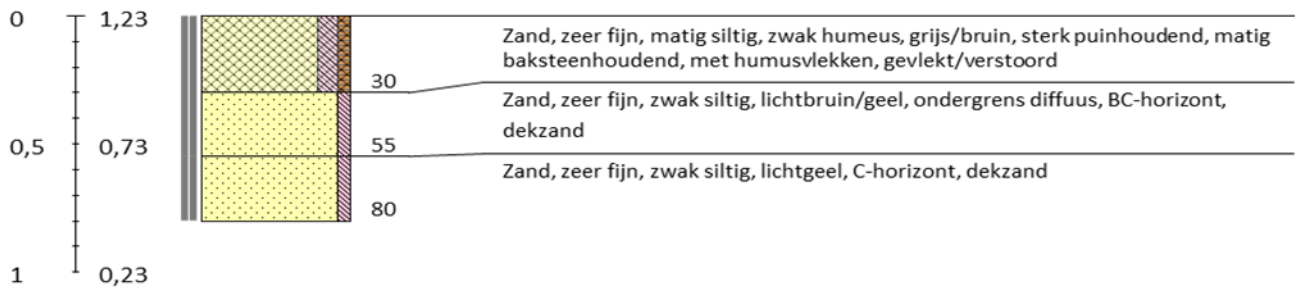 0 1,23
Zand, zeer fijn, matig siltig, zwak humeus, grijs/bruin, sterk puinhoudend, matig
baksteenhoudend, met humusvlekken, gevlekt/verstoord
30
Zand, zeer fijn, zwak siltig, lichtbruin/geel, ondergrens diffuus, BC-horizont,
dekzand
0,5 0,73 55
Zand, zeer fijn, zwak siltig, lichtgeel, C-horizont, dekzand
80
1 0,23